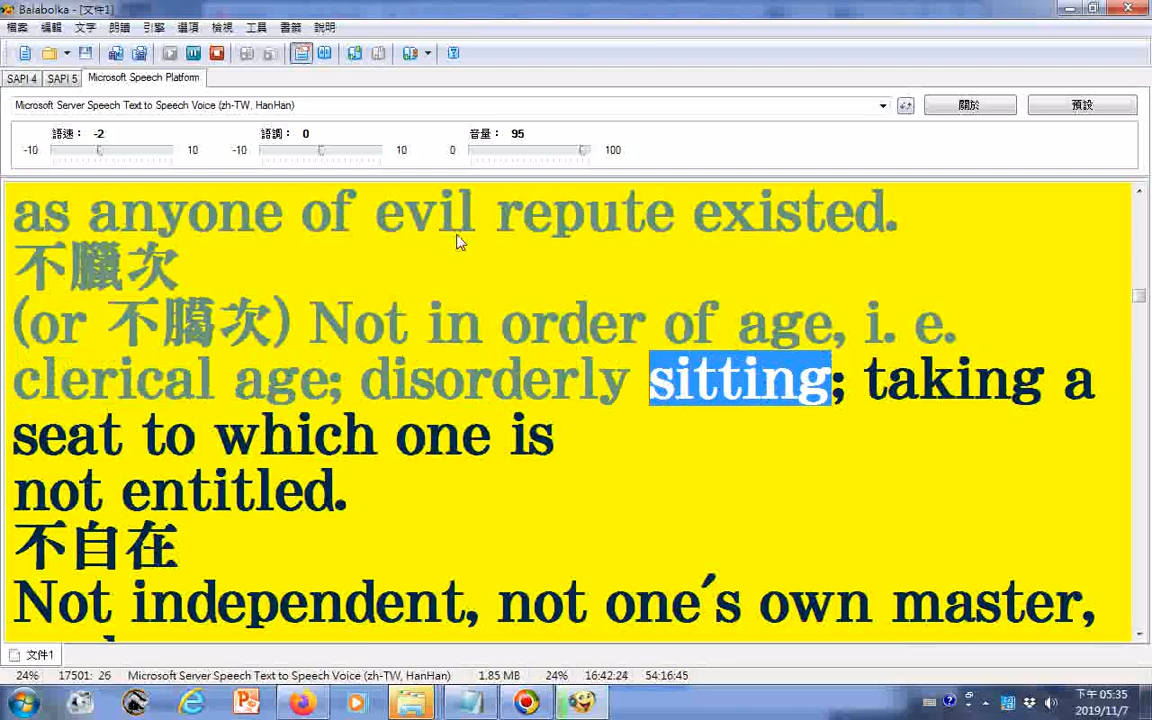 Balabolka - [文件1]
檔案 編輯 文字 朗讀 引擎 選項 檢視 工具 書籤 說明
SAPI 4 SAPI 5 Microsoft Speech Platform
Microsoft Server Speech Text to Speech Voice (zh-TW, HanHan) 關於 預設
語速： -2 語調： 0 音量： 95
-10 10 -10 10 0 100
as anyone of evil repute existed.
不臘次
(or 不臈次) Not in order of age, i. e.
clerical age; disorderly sitting; taking a
seat to which one is
not entitled.
不自在
Not independent, not one´s own master,
文件1
24% 17501: 26 Microsoft Server Speech Text to Speech Voice (zh-TW, HanHan) 1.85 MB 24% 16:42:24 54:16:45
下午 05:35
2019/11/7